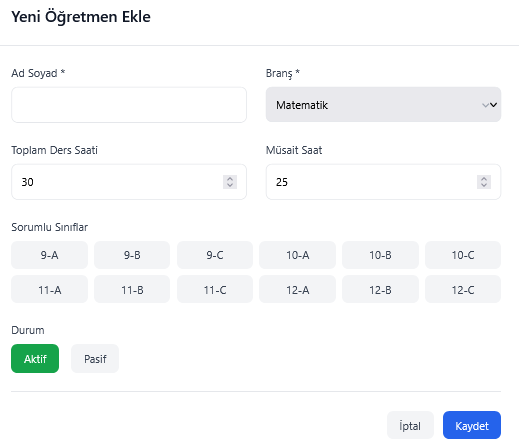 Yeni Öğretmen Ekle
Ad Soyad * Branş *
Matematik
Toplam Ders Saati Müsait Saat
30 25
Sorumlu Sınıflar
9-A 9-B 9-C 10-A 10-B 10-C
11-A 11-B 11-C 12-A 12-B 12-C
Durum
Aktif Pasif
İptal Kaydet